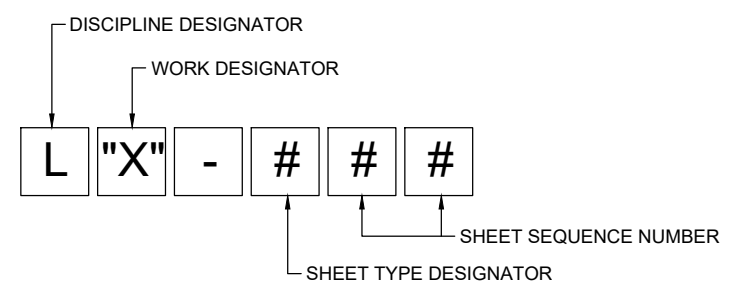 DISCIPLINE DESIGNATOR
WORK DESIGNATOR
L "X" - # # #
SHEET SEQUENCE NUMBER
SHEET TYPE DESIGNATOR